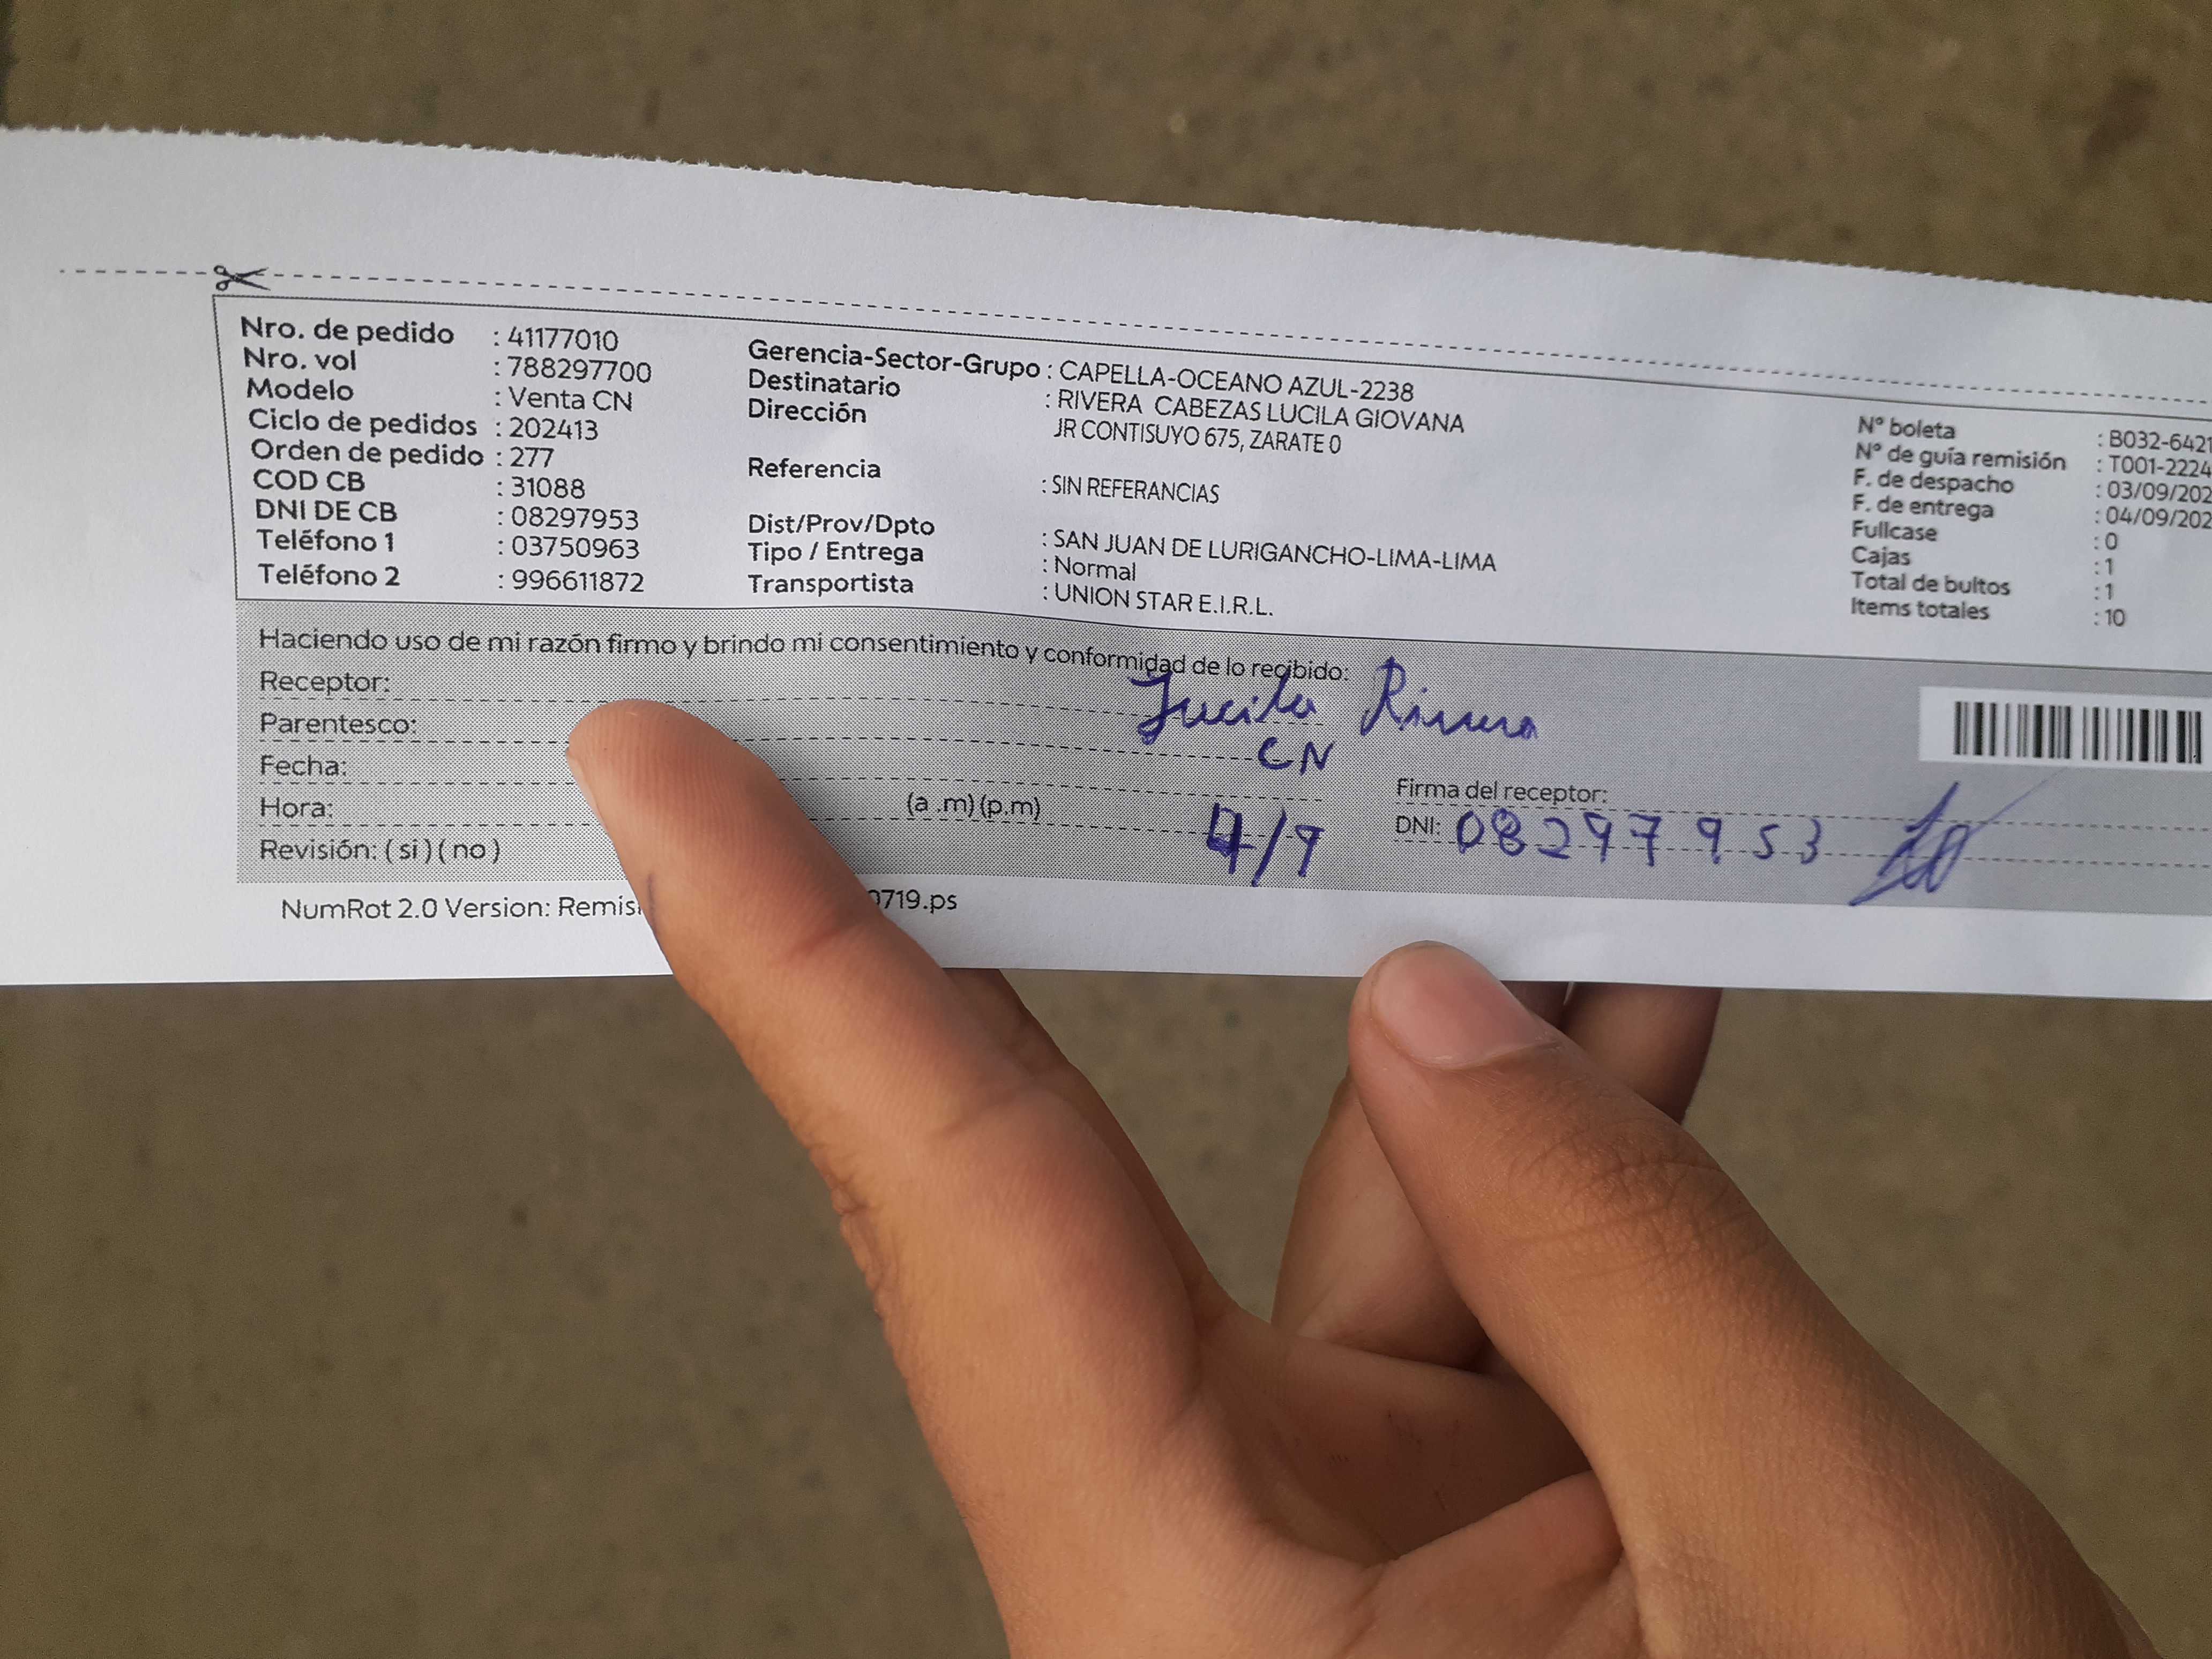 Nro. de pedido : 41177010
Nro. vol : 788297700
Modelo : Venta CN
Ciclo de pedidos : 202413
Orden de pedido : 277
COD CB : 31088
DNI DE CB : 08297953
Teléfono 1 : 03750963
Teléfono 2 : 996611872
Gerencia-Sector-Grupo : CAPELLA-OCEANO AZUL-2238
Destinatario : RIVERA CABEZAS LUCILA GIOVANA
Dirección JR CONTISUYO 675, ZARATE 0
Referencia : SIN REFERANCIAS
Dist/Prov/Dpto : SAN JUAN DE LURIGANCHO-LIMA-LIMA
Tipo / Entrega : Normal
Transportista : UNION STAR E.I.R.L.
N° boleta : B032-6421
N° de guía remisión : T001-2224
F. de despacho : 03/09/202
F. de entrega : 04/09/202
Fullcase : 0
Cajas : 1
Total de bultos : 1
Items totales : 10
Haciendo uso de mi razón firmo y brindo mi consentimiento y conformidad de lo recibido:
Receptor: Lucila Rivera
Parentesco: CN
Fecha:
Hora: (a .m) (p.m) 4/9
Revisión: ( si ) ( no )
Firma del receptor:
DNI: 08297953
NumRot 2.0 Version: Remis 0719.ps